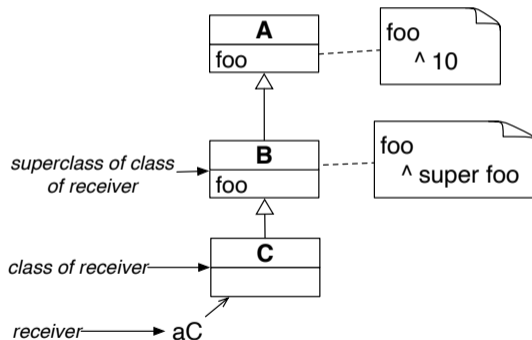 A
foo
foo
^ 10
B
foo
foo
^ super foo
superclass of class
of receiver
C
class of receiver
receiver
aC